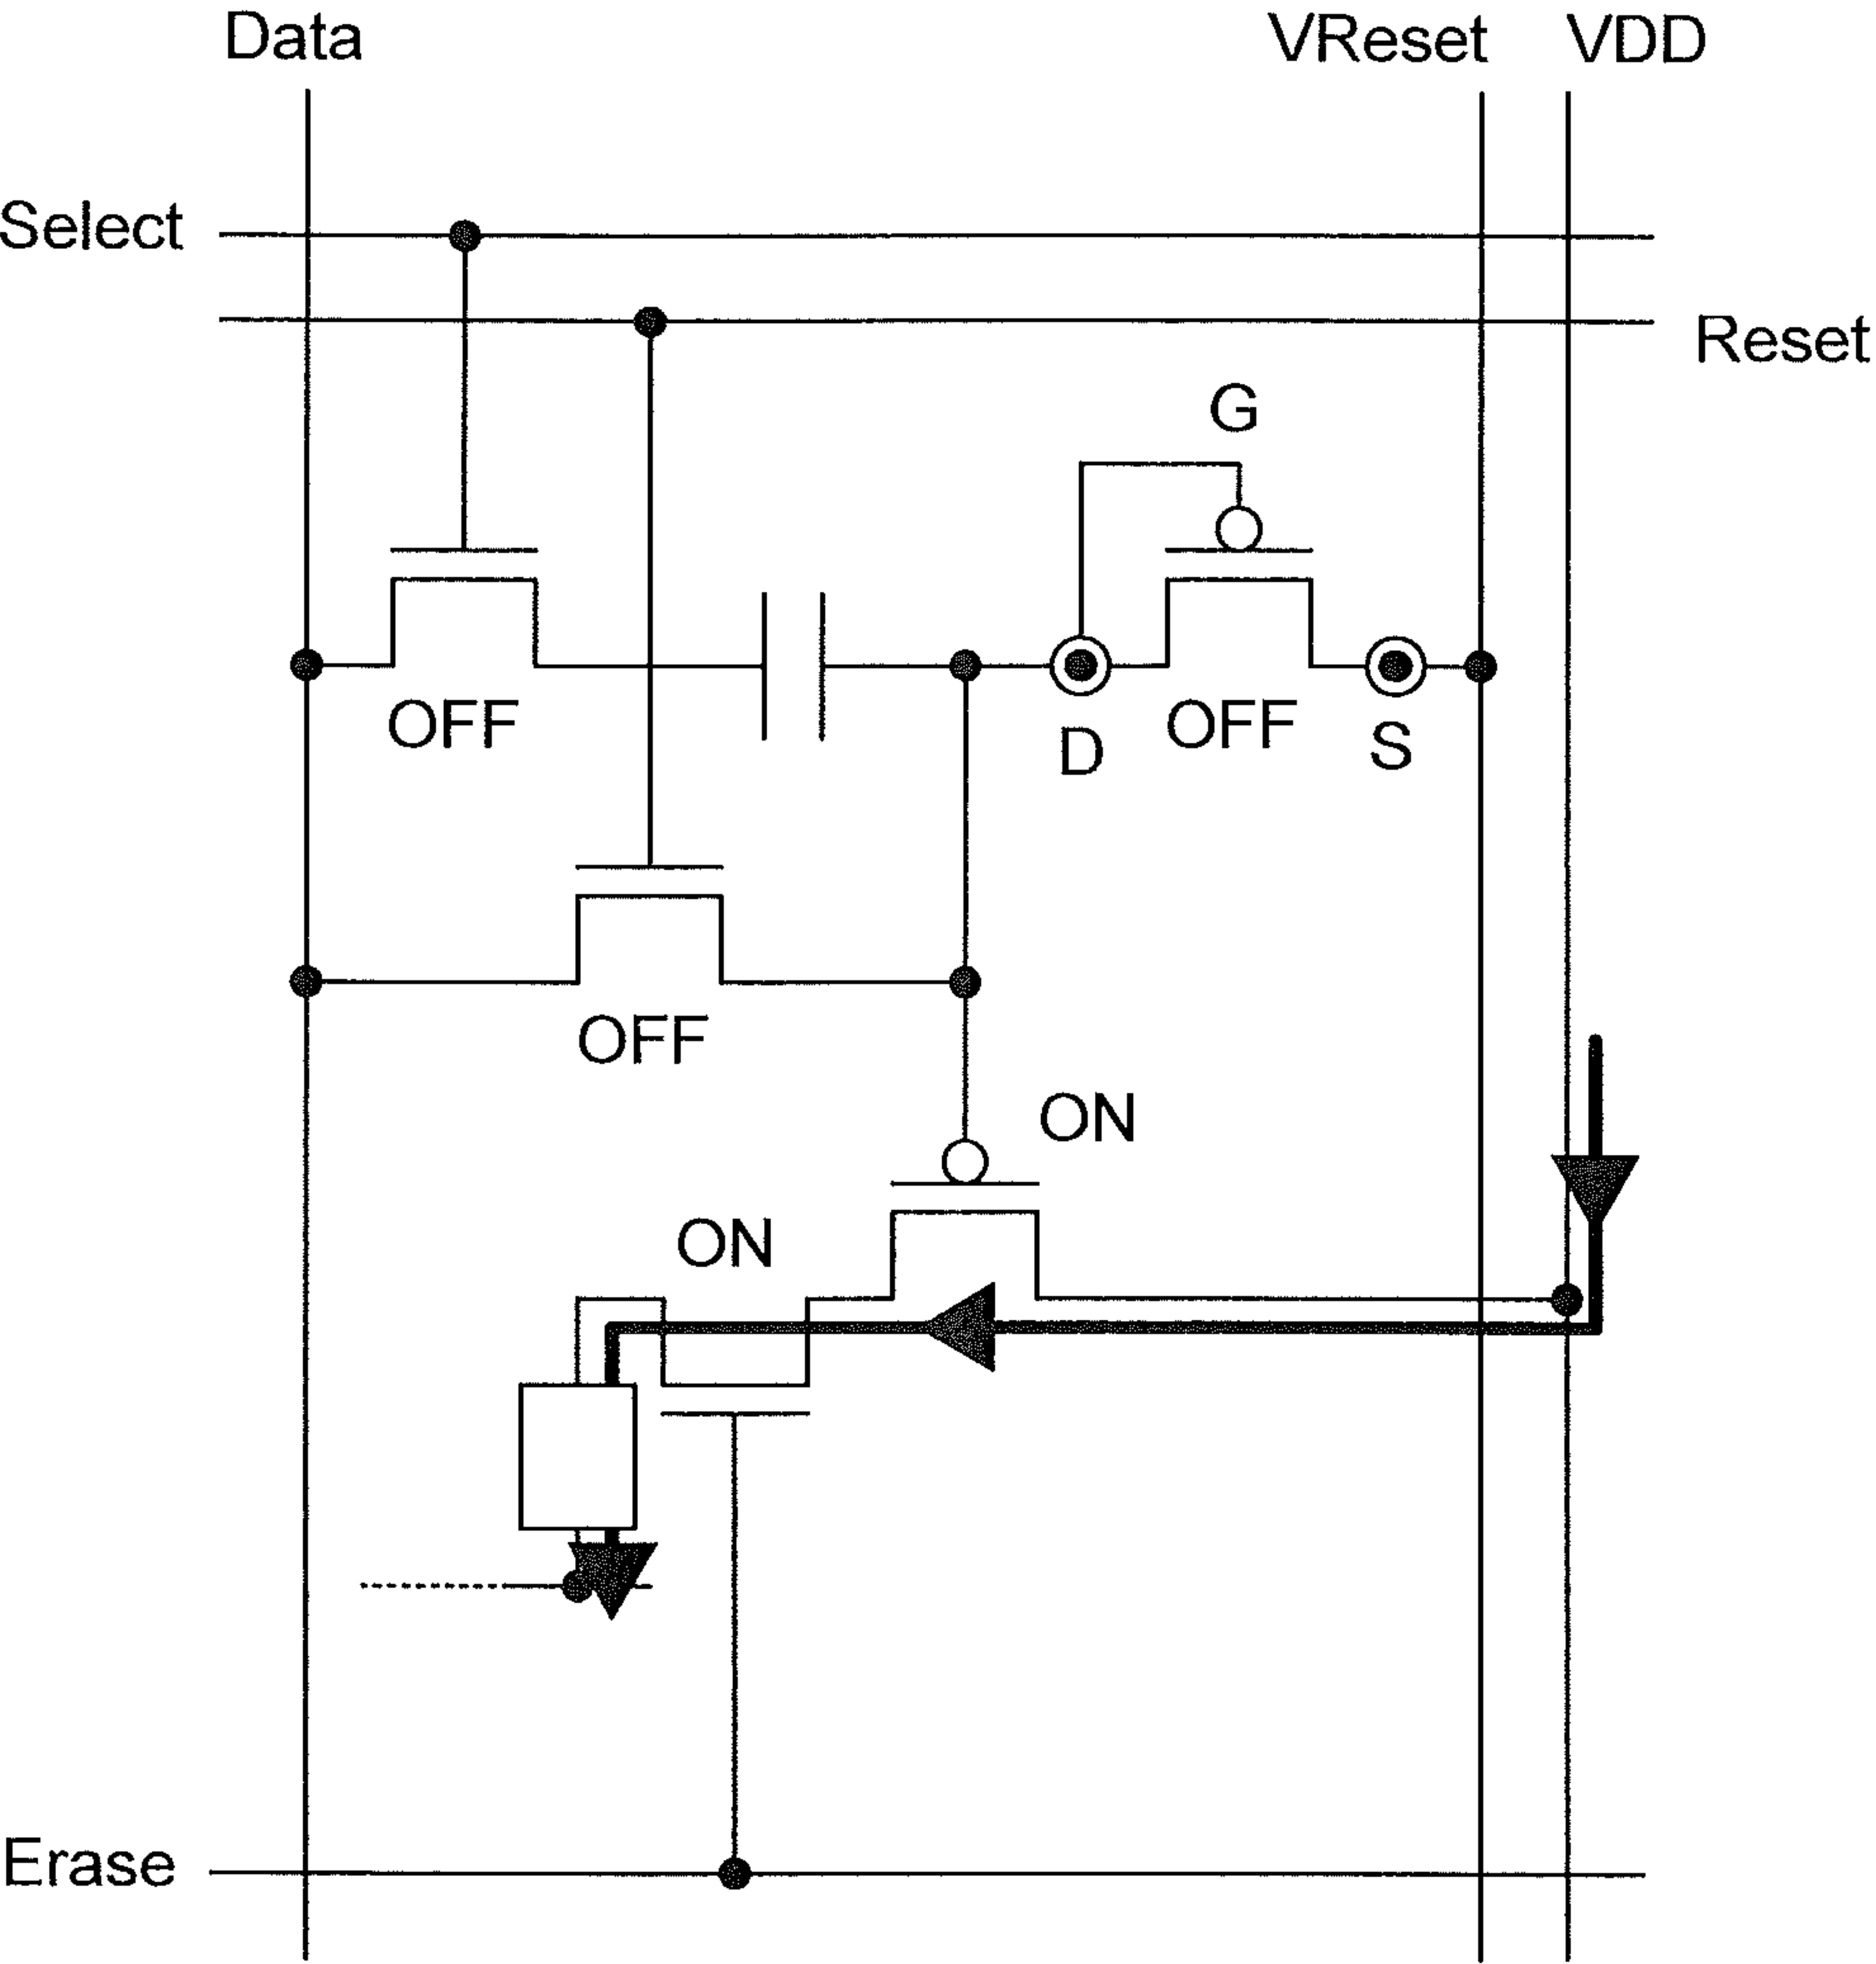 Data
VReset
VDD
Select
Reset
G
OFF
D
OFF
S
OFF
ON
ON
Erase